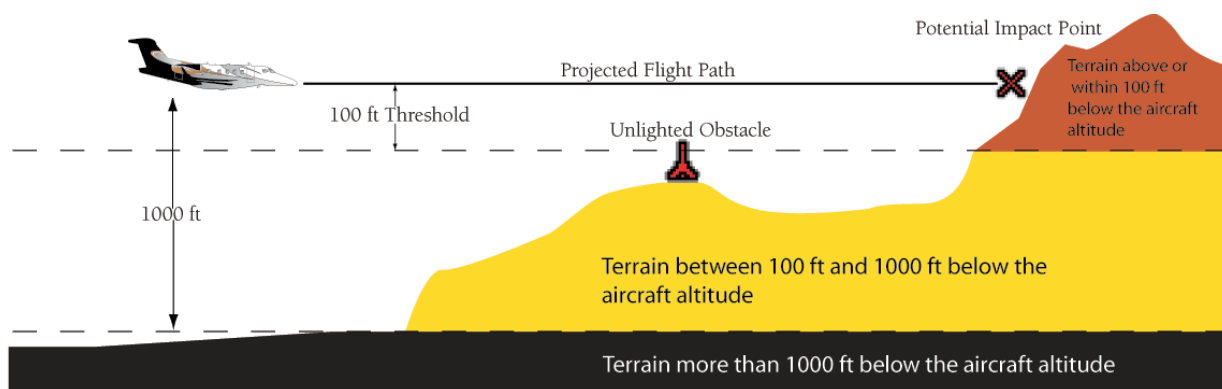 Potential Impact Point
Projected Flight Path
Terrain above or
within 100 ft
below the aircraft
altitude
100 ft Threshold
Unlighted Obstacle
1000 ft
Terrain between 100 ft and 1000 ft below the
aircraft altitude
Terrain more than 1000 ft below the aircraft altitude